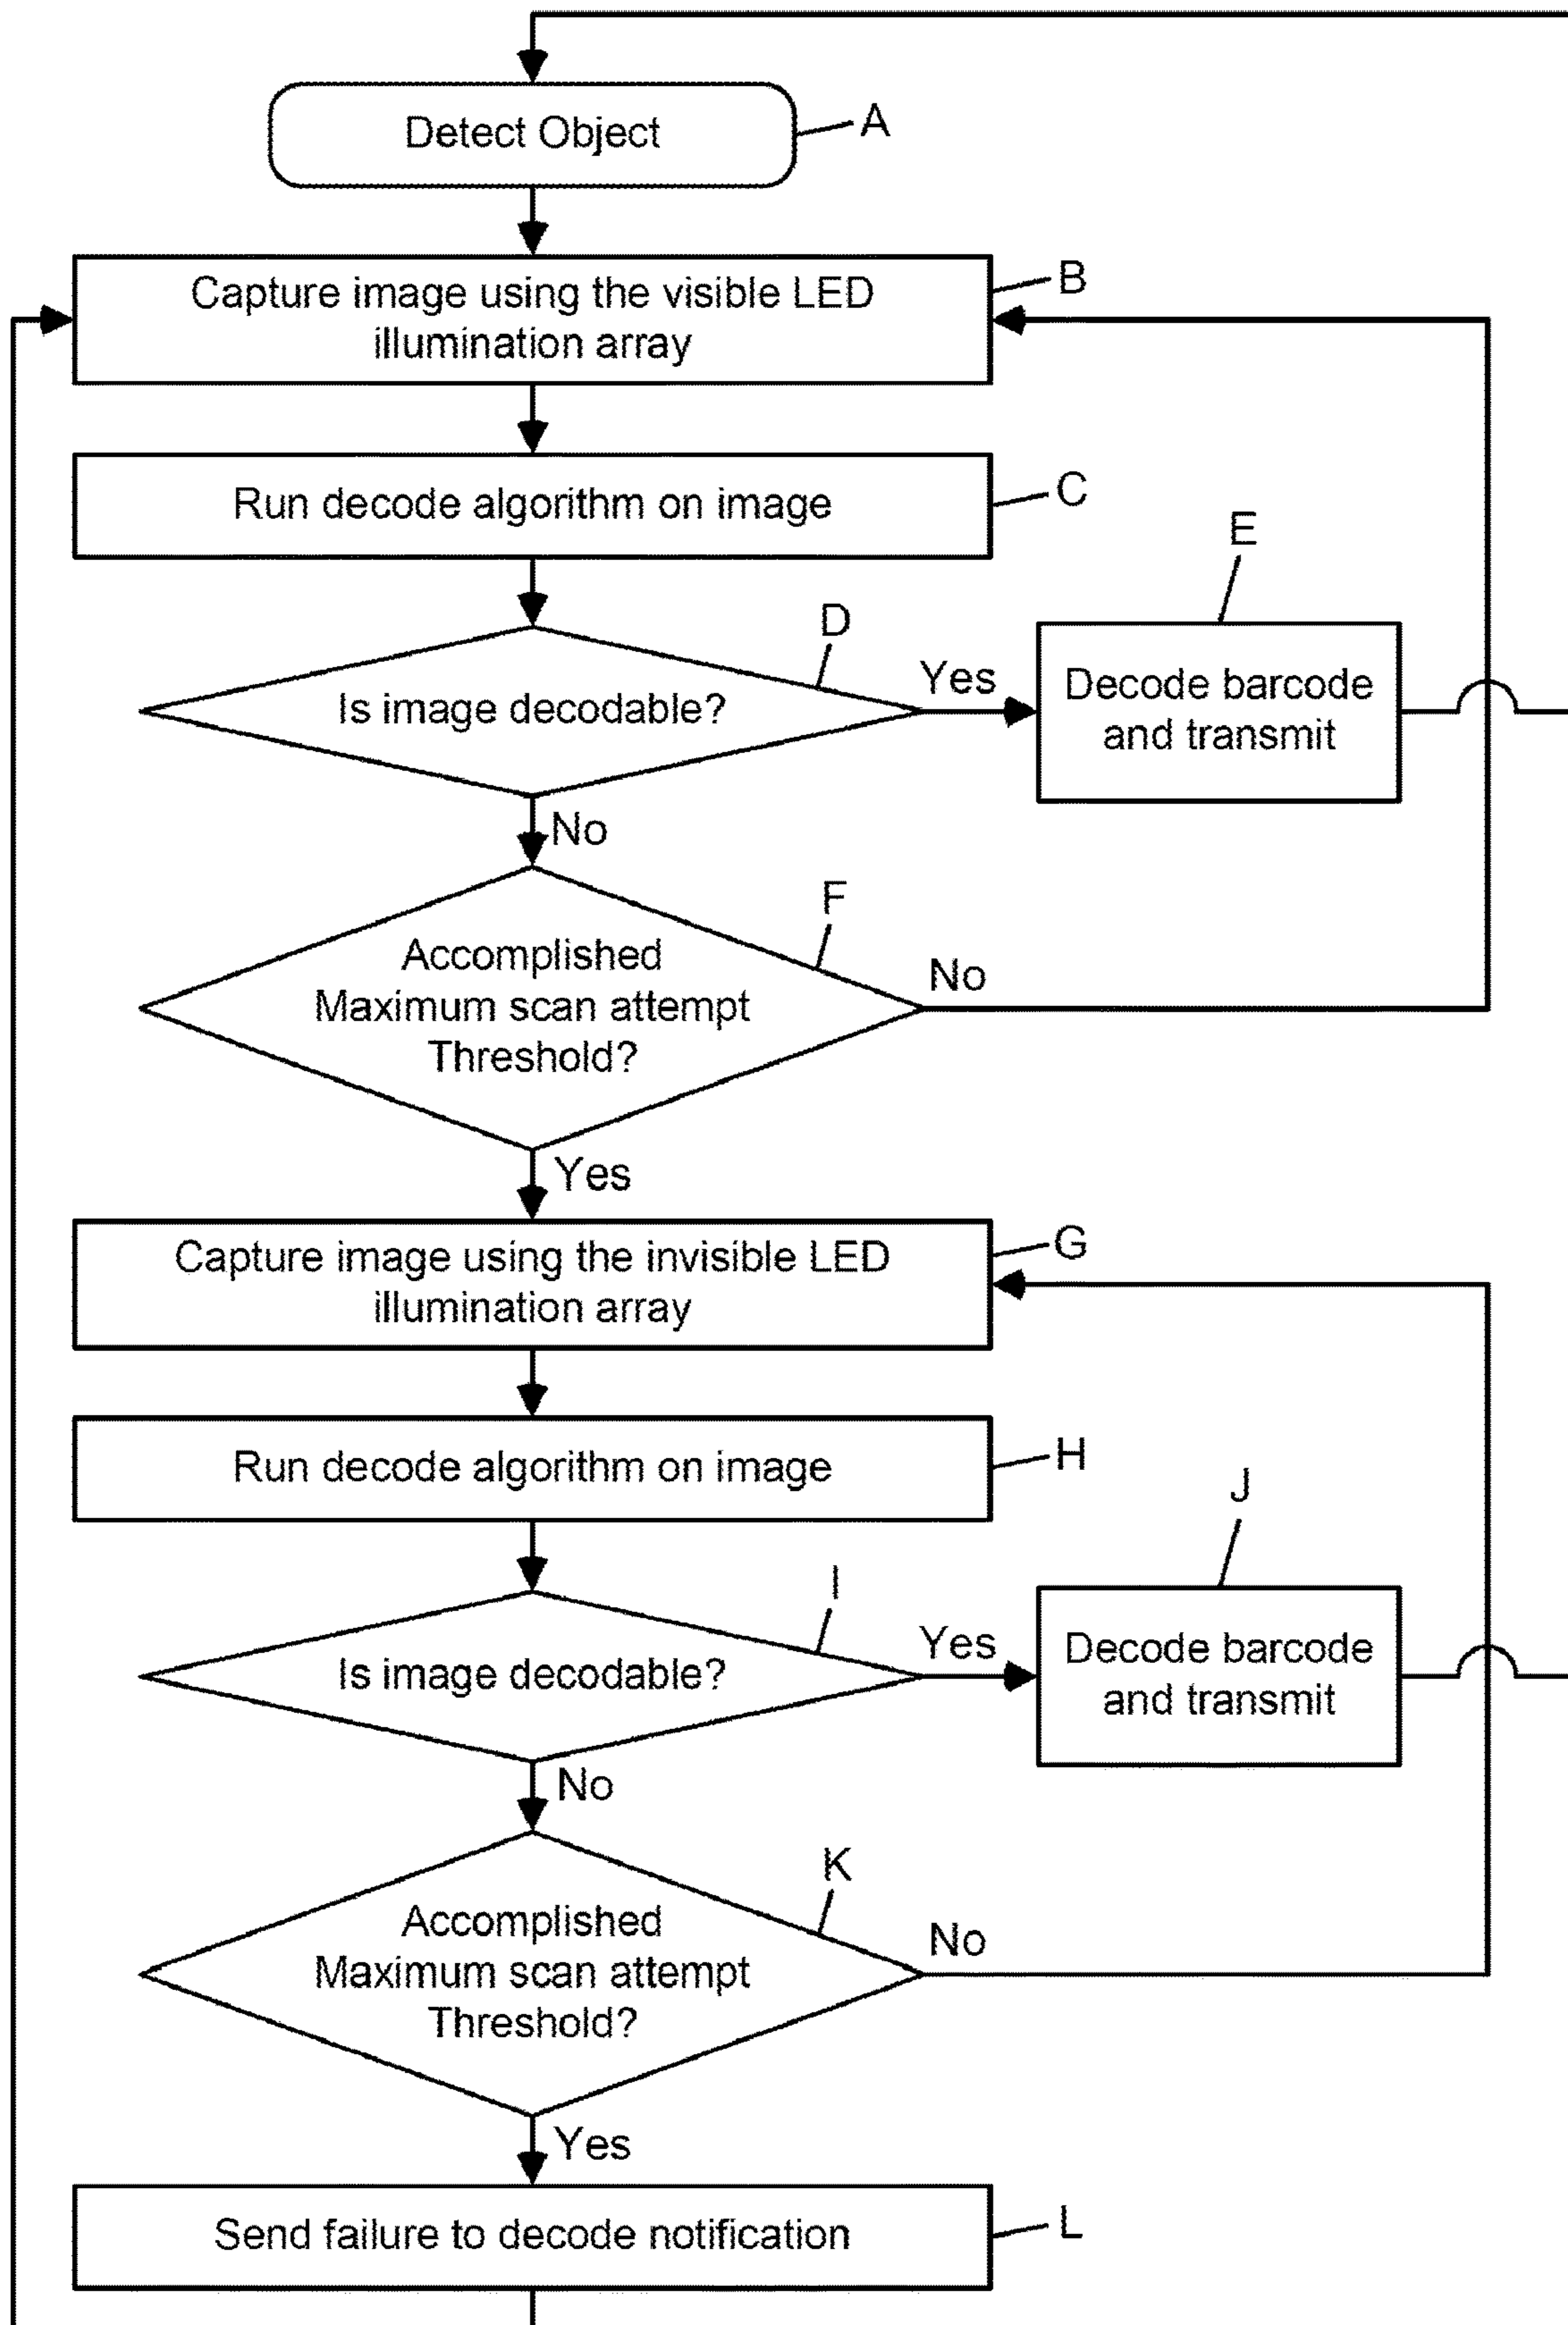 Detect Object
A
Capture image using the visible LED
illumination array
B
Run decode algorithm on image
C
Is image decodable?
D
Yes
Decode barcode
and transmit
E
No
Accomplished
Maximum scan attempt
Threshold?
F
No
Yes
Capture image using the invisible LED
illumination array
G
Run decode algorithm on image
H
Is image decodable?
I
Yes
Decode barcode
and transmit
J
No
Accomplished
Maximum scan attempt
Threshold?
K
No
Yes
Send failure to decode notification
L